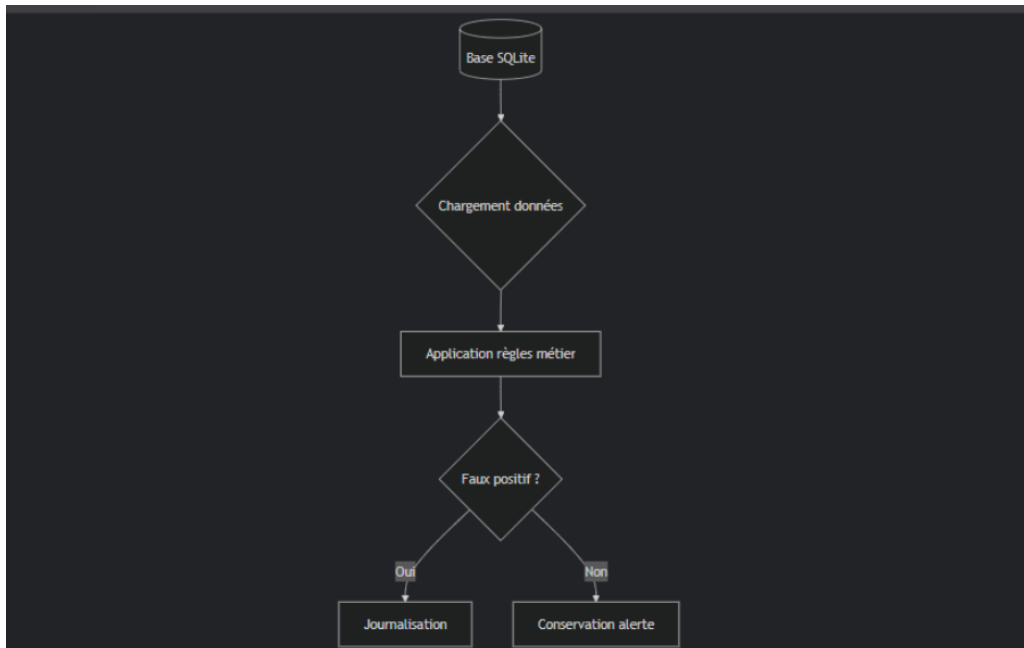 Base SQLite
Chargement données
Application règles métier
Faux positif ?
Oui
Non
Journalisation
Conservation alerte